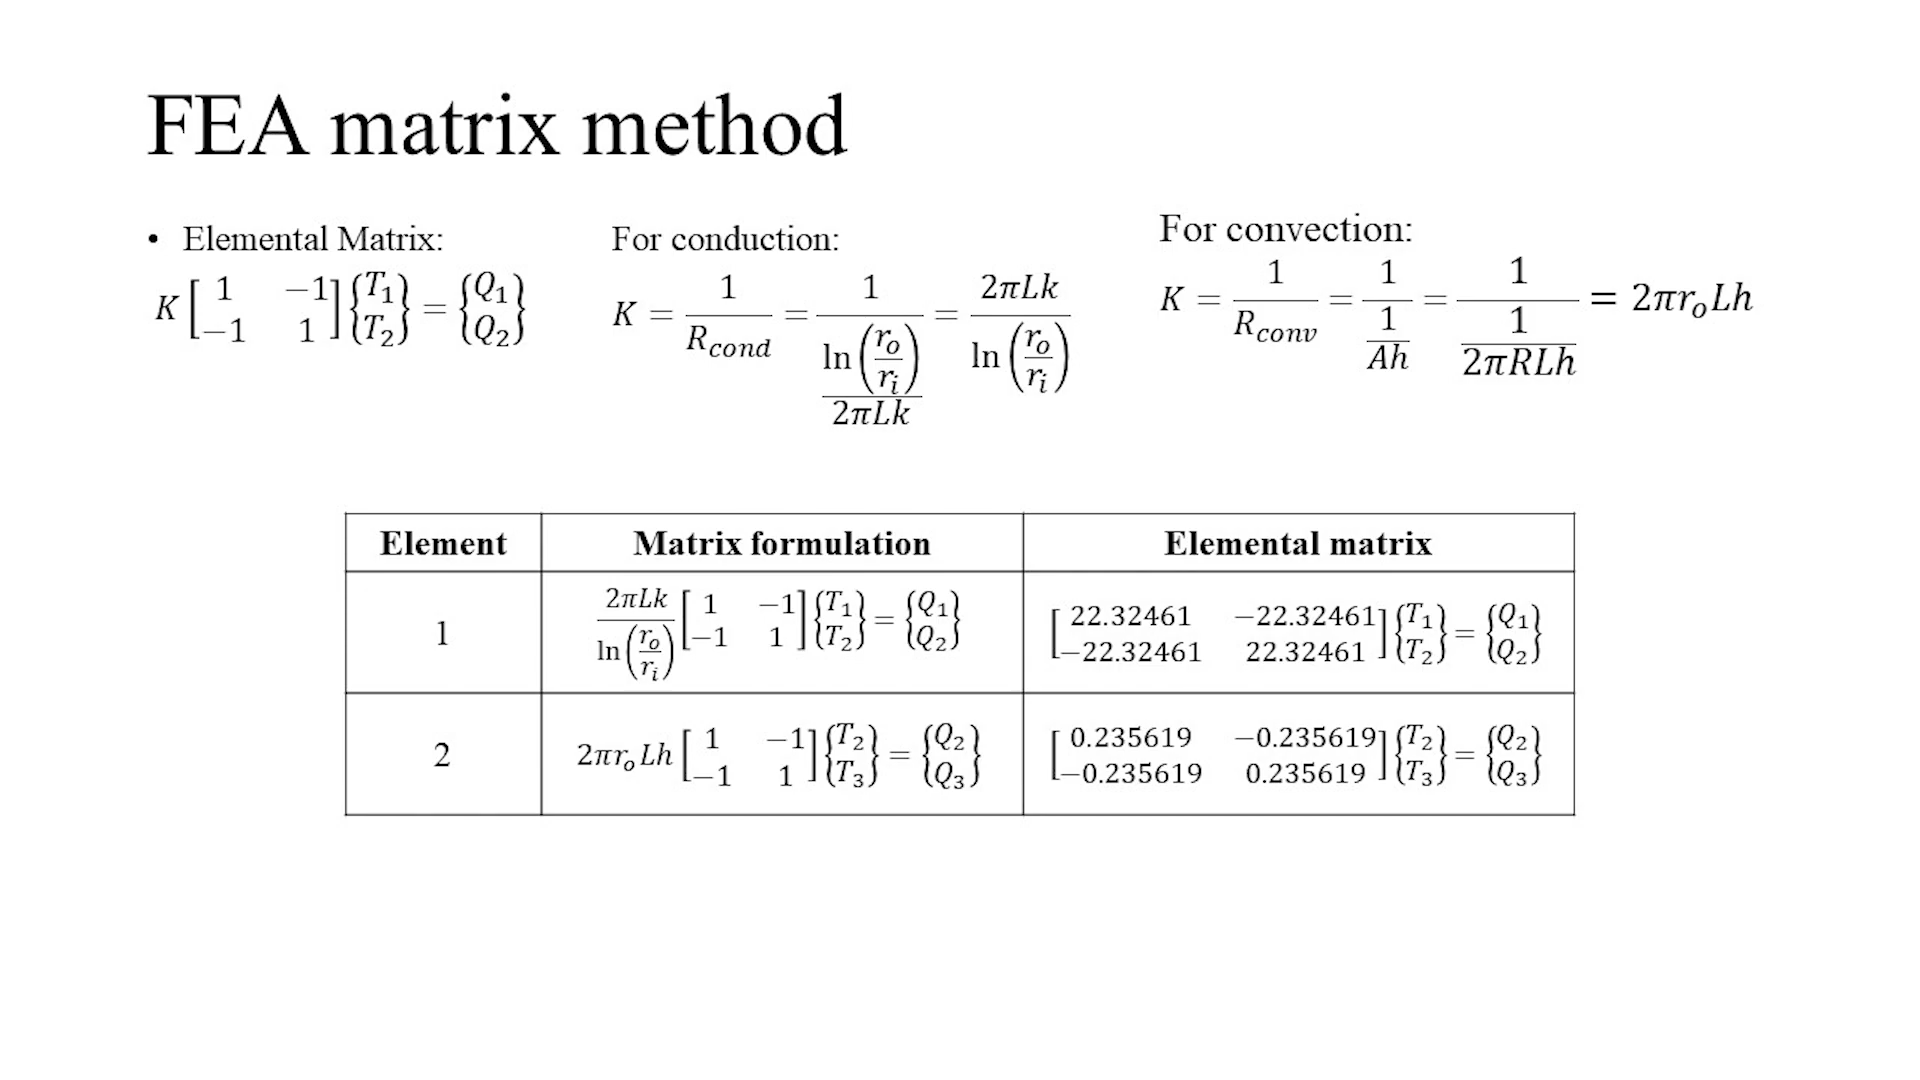 FEA matrix method
• Elemental Matrix:
K [1 −1; −1 1] {T₁; T₂} = {Q₁; Q₂}
For conduction:
K = 1/R_cond = 1/(ln(r_o/r_i)/2πLk) = 2πLk/ln(r_o/r_i)
For convection:
K = 1/R_conv = 1/(1/Ah) = 1/(1/2πRLh) = 2πr_oLh
Element Matrix formulation Elemental matrix
1 2πLk/ln(r_o/r_i) [1 −1; −1 1] {T₁; T₂} = {Q₁; Q₂} [22.32461 −22.32461; −22.32461 22.32461] {T₁; T₂} = {Q₁; Q₂}
2 2πr_oLh [1 −1; −1 1] {T₂; T₃} = {Q₂; Q₃} [0.235619 −0.235619; −0.235619 0.235619] {T₂; T₃} = {Q₂; Q₃}